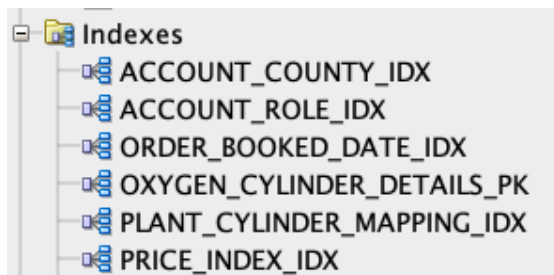 Indexes
ACCOUNT_COUNTY_IDX
ACCOUNT_ROLE_IDX
ORDER_BOOKED_DATE_IDX
OXYGEN_CYLINDER_DETAILS_PK
PLANT_CYLINDER_MAPPING_IDX
PRICE_INDEX_IDX